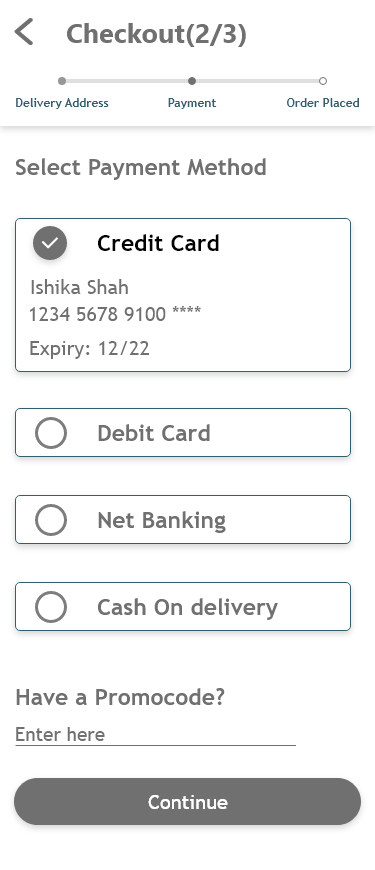 Checkout(2/3)
Delivery Address Payment Order Placed
Select Payment Method
Credit Card
Ishika Shah
1234 5678 9100 ****
Expiry: 12/22
Debit Card
Net Banking
Cash On delivery
Have a Promocode?
Enter here
Continue